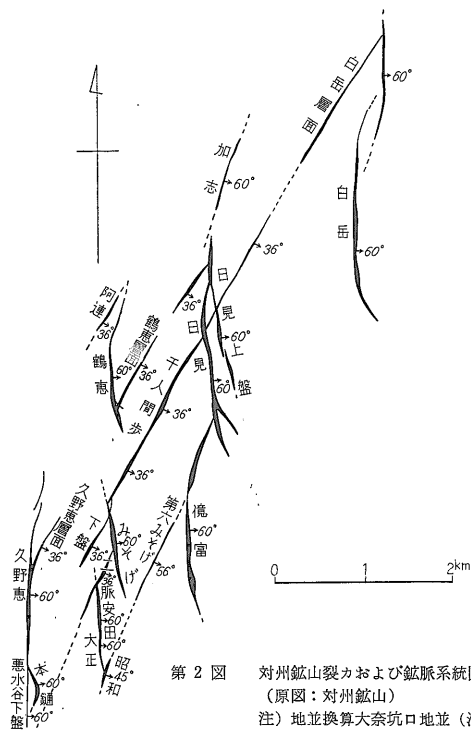 60°
白岳層面
加志
60°
白岳
36°
60°
36°
日見
日見上盤
60°
60°
阿連
36°
鶴恵層面
36°
60°
鶴恵
千人間歩
36°
36°
久野恵層面
36°
下盤
36°
みそげ
60°
第六みそげ
56°
億富
60°
久野恵
60°
安田
60°
大正
60°
昭和
45°
本𨫤
60°
悪水谷下盤
60°
0 1 2km
第2図 対州鉱山裂カおよび鉱脈系統図
(原図:対州鉱山)
注)地並換算大奈坑口地並